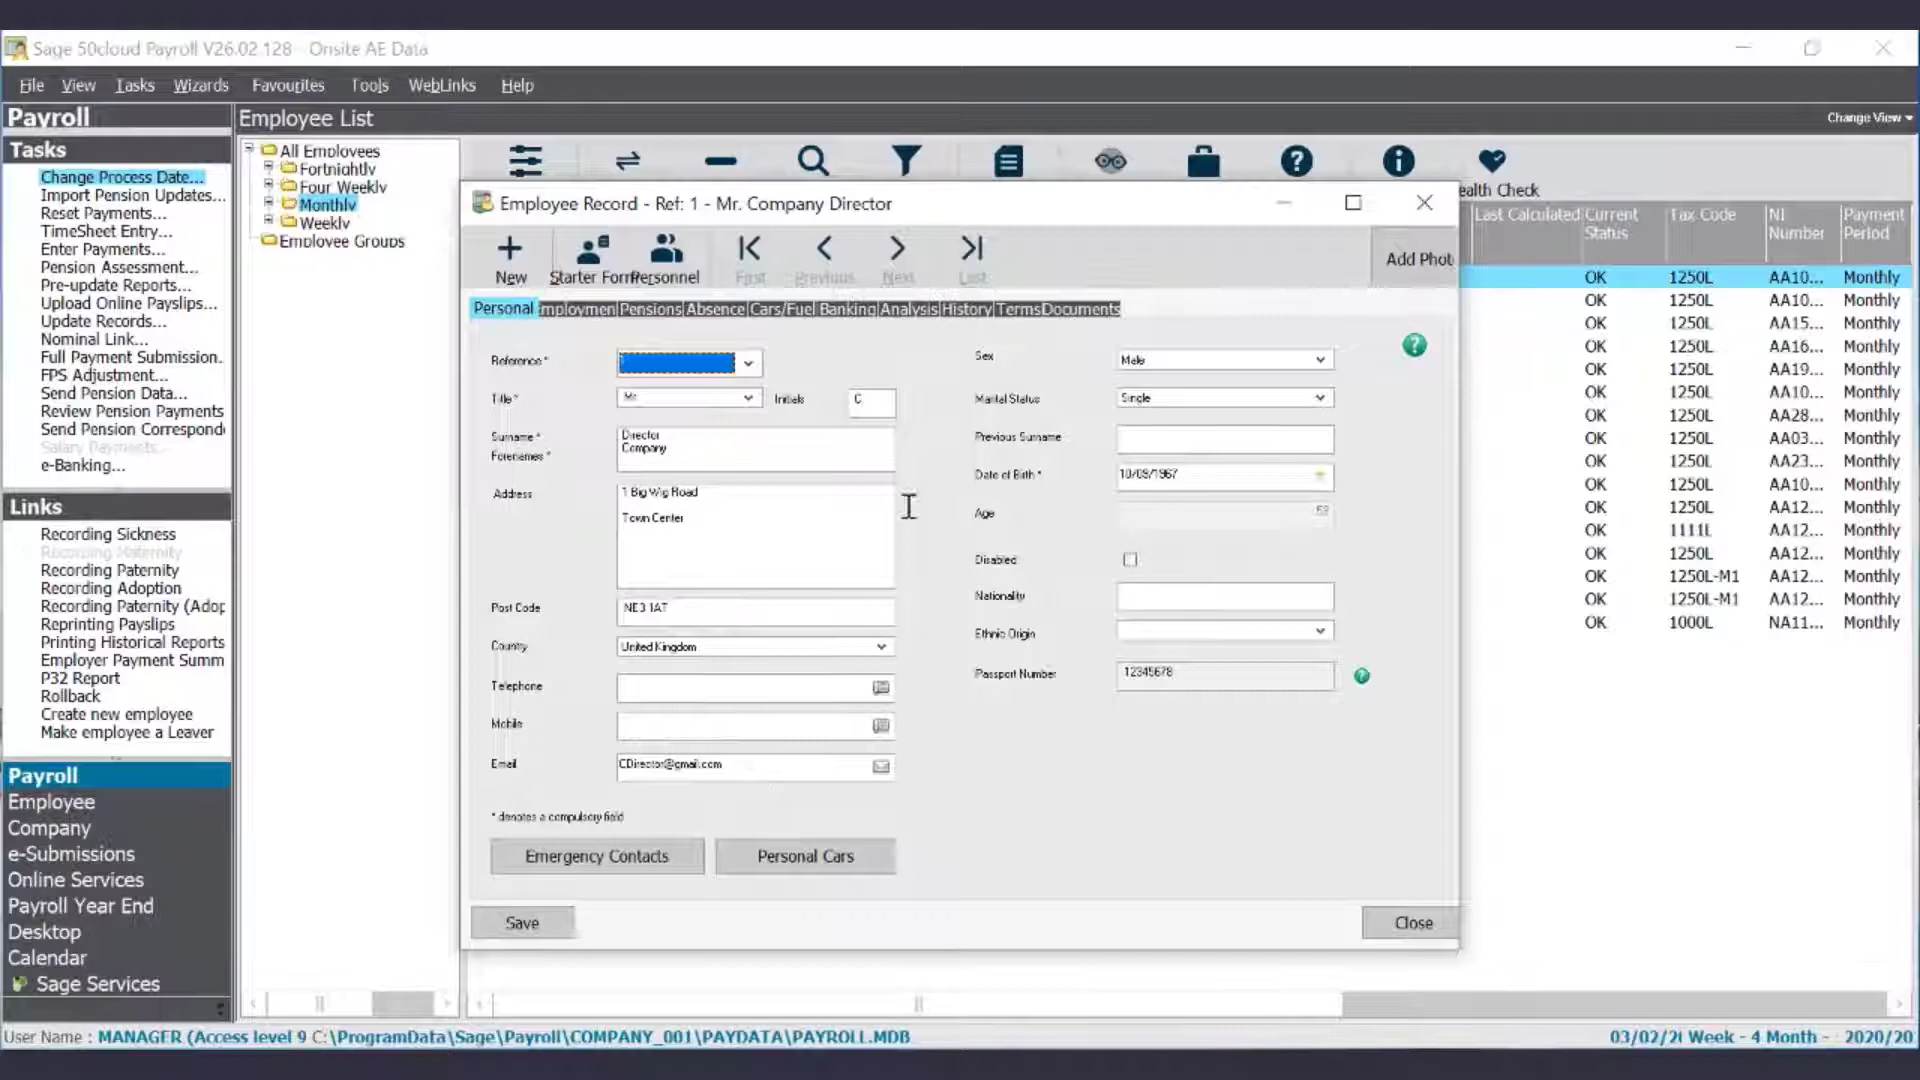 Sage 50cloud Payroll V26.02.128 - Onsite AE Data
File View Tasks Wizards Favourites Tools WebLinks Help
Payroll
Employee List
Change View
Tasks
Change Process Date...
Import Pension Updates...
Reset Payments...
TimeSheet Entry...
Enter Payments...
Pension Assessment...
Pre-update Reports...
Upload Online Payslips...
Update Records...
Nominal Link...
Full Payment Submission.
FPS Adjustment...
Send Pension Data...
Review Pension Payments
Send Pension Corresponde
Salary Payments...
e-Banking...
Links
Recording Sickness
Recording Maternity
Recording Paternity
Recording Adoption
Recording Paternity (Adop
Reprinting Payslips
Printing Historical Reports
Employer Payment Summ
P32 Report
Rollback
Create new employee
Make employee a Leaver
Payroll
Employee
Company
e-Submissions
Online Services
Payroll Year End
Desktop
Calendar
Sage Services
All Employees
Fortnightly
Four Weekly
Monthly
Weekly
Employee Groups
ealth Check
Employee Record - Ref: 1 - Mr. Company Director
New Starter Form Personnel First Previous Next Last
Add Phot
Personal Employmen Pensions Absence Cars/Fuel Banking Analysis History Terms Documents
Reference *
Title * Mr Initials C
Surname * Director
Forenames * Company
Address 1 Big Wig Road
Town Center
Post Code NE3 1AT
Country United Kingdom
Telephone
Mobile
Email CDirector@gmail.com
* denotes a compulsory field
Emergency Contacts Personal Cars
Sex Male
Marital Status Single
Previous Surname
Date of Birth * 10/08/1967
Age 53
Disabled
Nationality
Ethnic Origin
Passport Number 12345678
Save Close
Last Calculated Current Status Tax Code NI Number Payment Period
OK 1250L AA10... Monthly
OK 1250L AA10... Monthly
OK 1250L AA15... Monthly
OK 1250L AA16... Monthly
OK 1250L AA19... Monthly
OK 1250L AA10... Monthly
OK 1250L AA28... Monthly
OK 1250L AA03... Monthly
OK 1250L AA23... Monthly
OK 1250L AA10... Monthly
OK 1250L AA12... Monthly
OK 1111L AA12... Monthly
OK 1250L AA12... Monthly
OK 1250L-M1 AA12... Monthly
OK 1250L-M1 AA12... Monthly
OK 1000L NA11... Monthly
User Name : MANAGER (Access level 9 C:\ProgramData\Sage\Payroll\COMPANY_001\PAYDATA\PAYROLL.MDB
03/02/2( Week - 4 Month - 2020/20